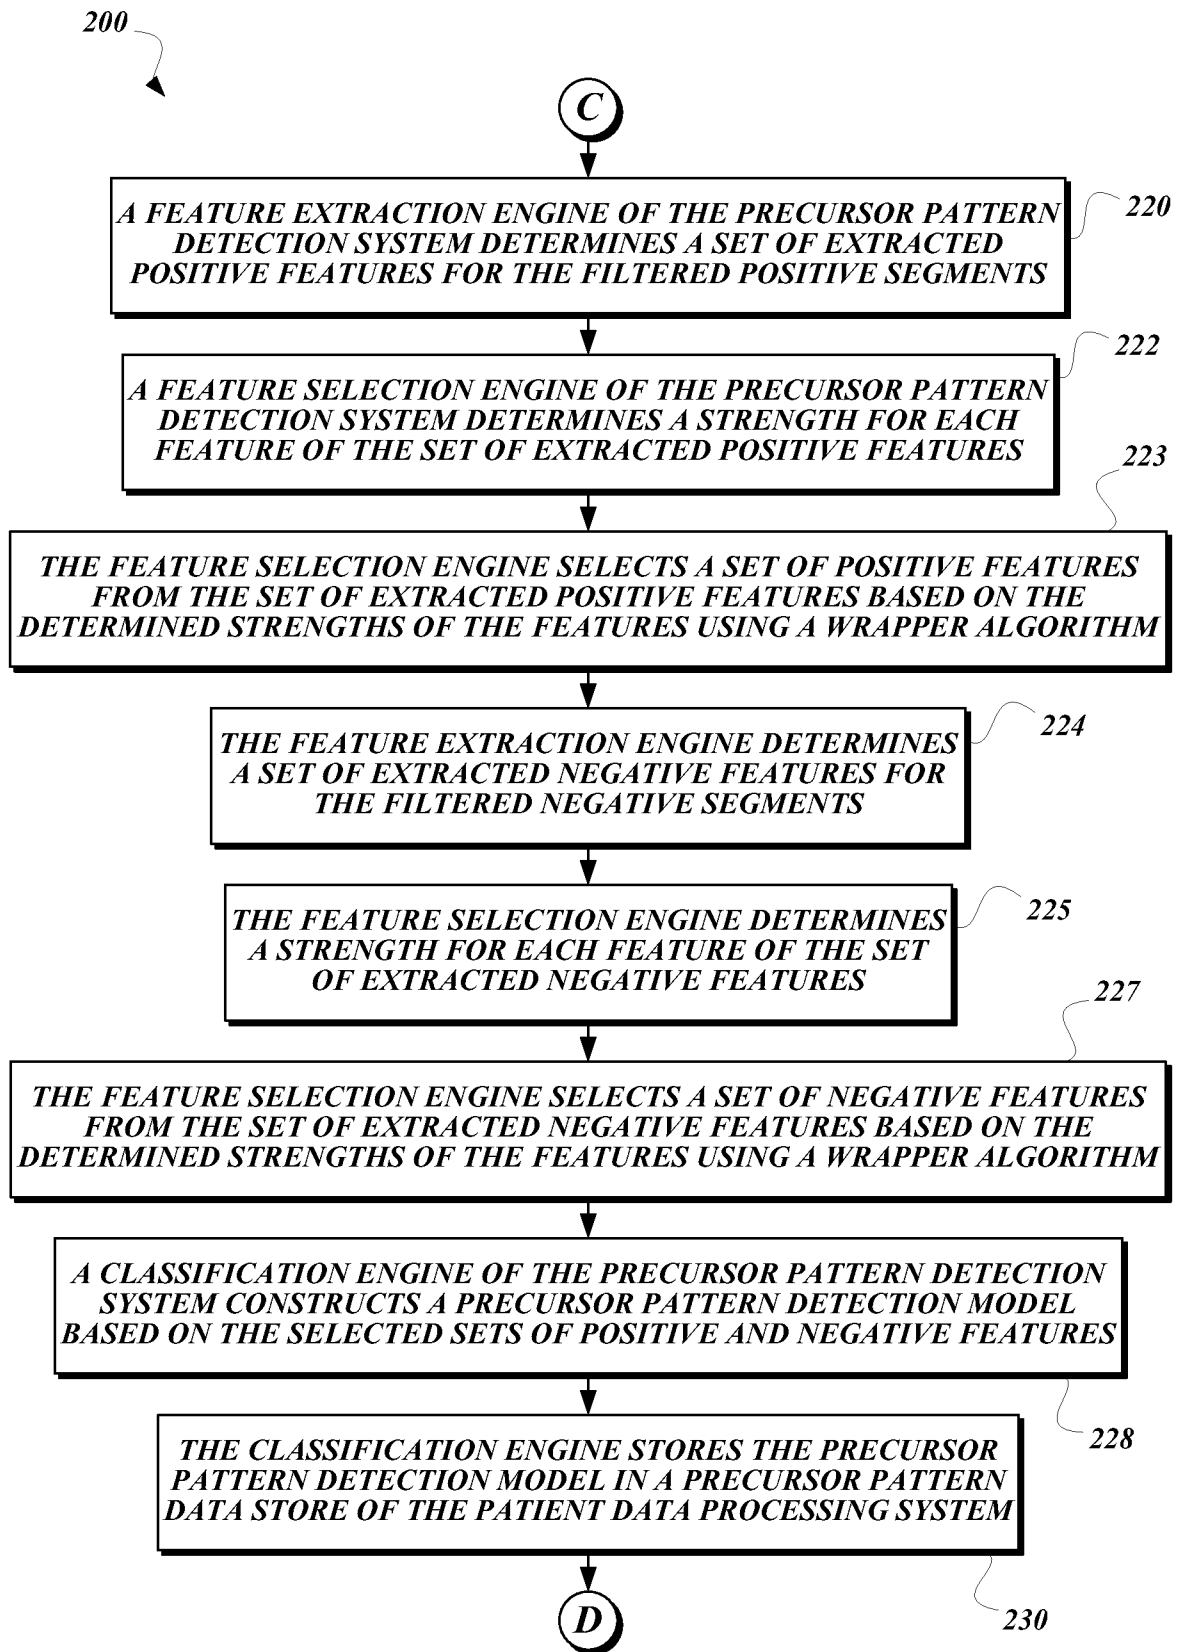 200
C
A FEATURE EXTRACTION ENGINE OF THE PRECURSOR PATTERN
DETECTION SYSTEM DETERMINES A SET OF EXTRACTED
POSITIVE FEATURES FOR THE FILTERED POSITIVE SEGMENTS
220
A FEATURE SELECTION ENGINE OF THE PRECURSOR PATTERN
DETECTION SYSTEM DETERMINES A STRENGTH FOR EACH
FEATURE OF THE SET OF EXTRACTED POSITIVE FEATURES
222
THE FEATURE SELECTION ENGINE SELECTS A SET OF POSITIVE FEATURES
FROM THE SET OF EXTRACTED POSITIVE FEATURES BASED ON THE
DETERMINED STRENGTHS OF THE FEATURES USING A WRAPPER ALGORITHM
223
THE FEATURE EXTRACTION ENGINE DETERMINES
A SET OF EXTRACTED NEGATIVE FEATURES FOR
THE FILTERED NEGATIVE SEGMENTS
224
THE FEATURE SELECTION ENGINE DETERMINES
A STRENGTH FOR EACH FEATURE OF THE SET
OF EXTRACTED NEGATIVE FEATURES
225
THE FEATURE SELECTION ENGINE SELECTS A SET OF NEGATIVE FEATURES
FROM THE SET OF EXTRACTED NEGATIVE FEATURES BASED ON THE
DETERMINED STRENGTHS OF THE FEATURES USING A WRAPPER ALGORITHM
227
A CLASSIFICATION ENGINE OF THE PRECURSOR PATTERN DETECTION
SYSTEM CONSTRUCTS A PRECURSOR PATTERN DETECTION MODEL
BASED ON THE SELECTED SETS OF POSITIVE AND NEGATIVE FEATURES
228
THE CLASSIFICATION ENGINE STORES THE PRECURSOR
PATTERN DETECTION MODEL IN A PRECURSOR PATTERN
DATA STORE OF THE PATIENT DATA PROCESSING SYSTEM
230
D